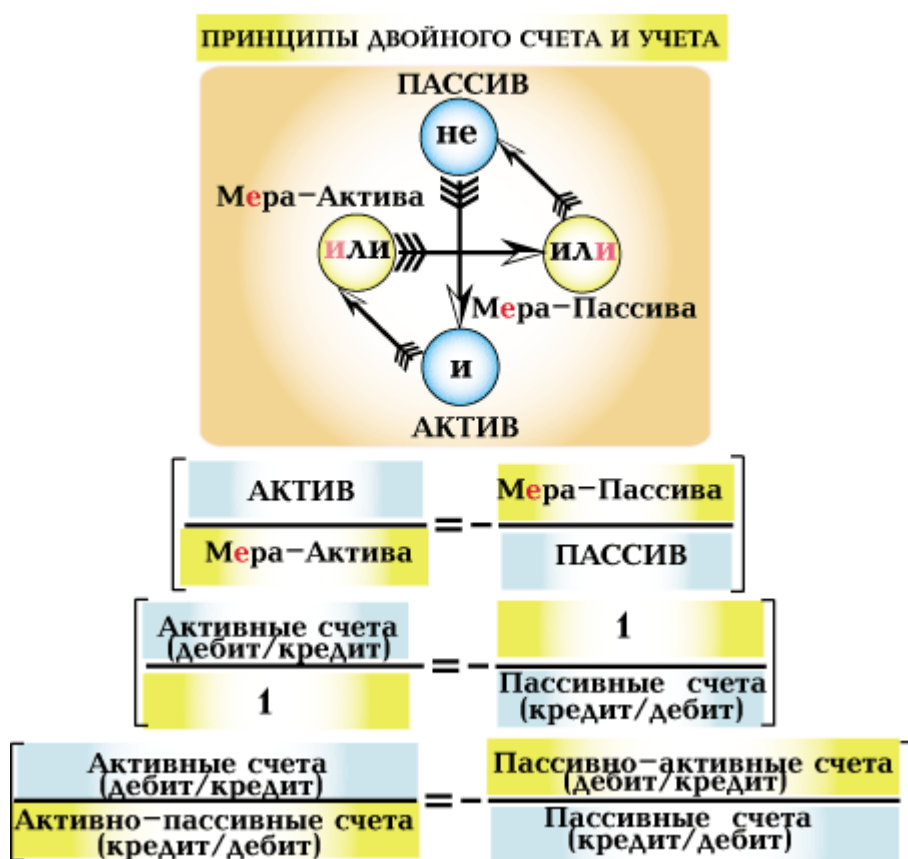 ПРИНЦИПЫ ДВОЙНОГО СЧЕТА И УЧЕТА
ПАССИВ
не
Мера-Актива
или
или
Мера-Пассива
и
АКТИВ
АКТИВ
Мера-Актива
=-
Мера-Пассива
ПАССИВ
Активные счета
(дебит/кредит)
1
=-
1
Пассивные счета
(кредит/дебит)
Активные счета
(дебит/кредит)
Активно-пассивные счета
(кредит/дебит)
=-
Пассивно-активные счета
(дебит/кредит)
Пассивные счета
(кредит/дебит)